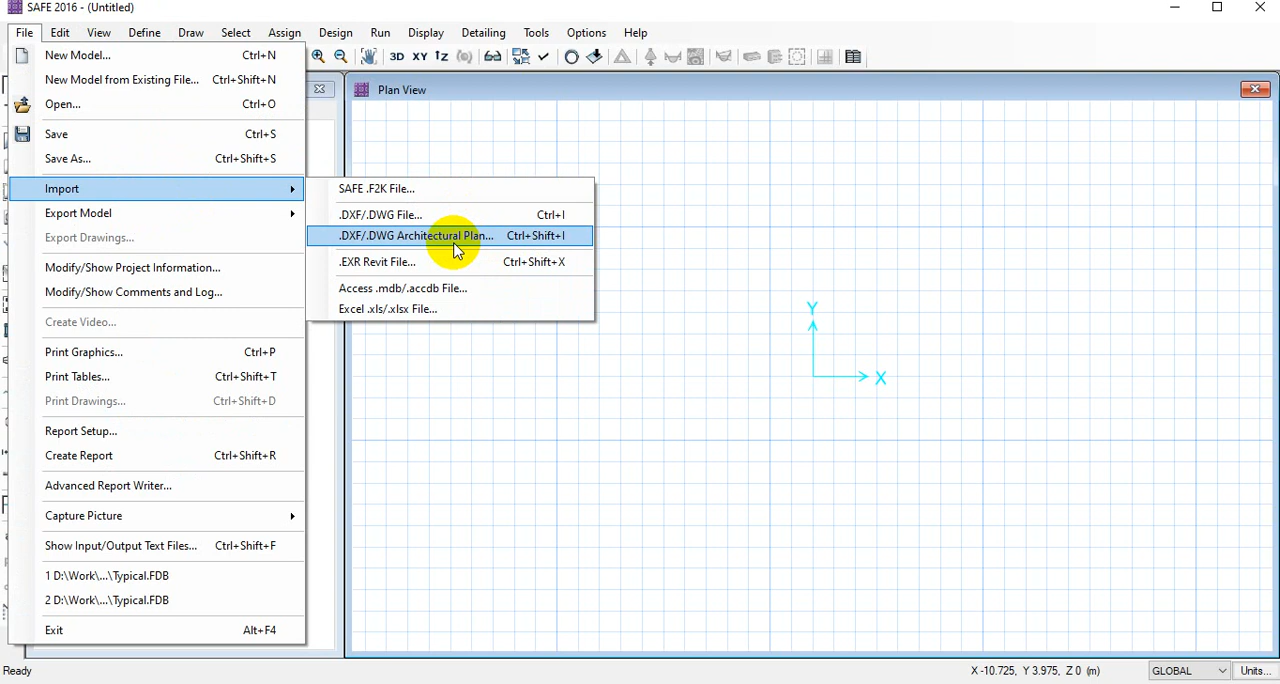 SAFE 2016 - (Untitled)
File Edit View Define Draw Select Assign Design Run Display Detailing Tools Options Help
3D XY
Plan View
New Model... Ctrl+N
New Model from Existing File... Ctrl+Shift+N
Open... Ctrl+O
Save Ctrl+S
Save As... Ctrl+Shift+S
Import
Export Model
Export Drawings...
Modify/Show Project Information...
Modify/Show Comments and Log...
Create Video...
Print Graphics... Ctrl+P
Print Tables... Ctrl+Shift+T
Print Drawings... Ctrl+Shift+D
Report Setup...
Create Report Ctrl+Shift+R
Advanced Report Writer...
Capture Picture
Show Input/Output Text Files... Ctrl+Shift+F
1 D:\Work\...\Typical.FDB
2 D:\Work\...\Typical.FDB
Exit Alt+F4
SAFE .F2K File...
.DXF/.DWG File... Ctrl+I
.DXF/.DWG Architectural Plan... Ctrl+Shift+I
.EXR Revit File... Ctrl+Shift+X
Access .mdb/.accdb File...
Excel .xls/.xlsx File...
Y
X
Ready
X -10.725, Y 3.975, Z 0 (m)
GLOBAL
Units...